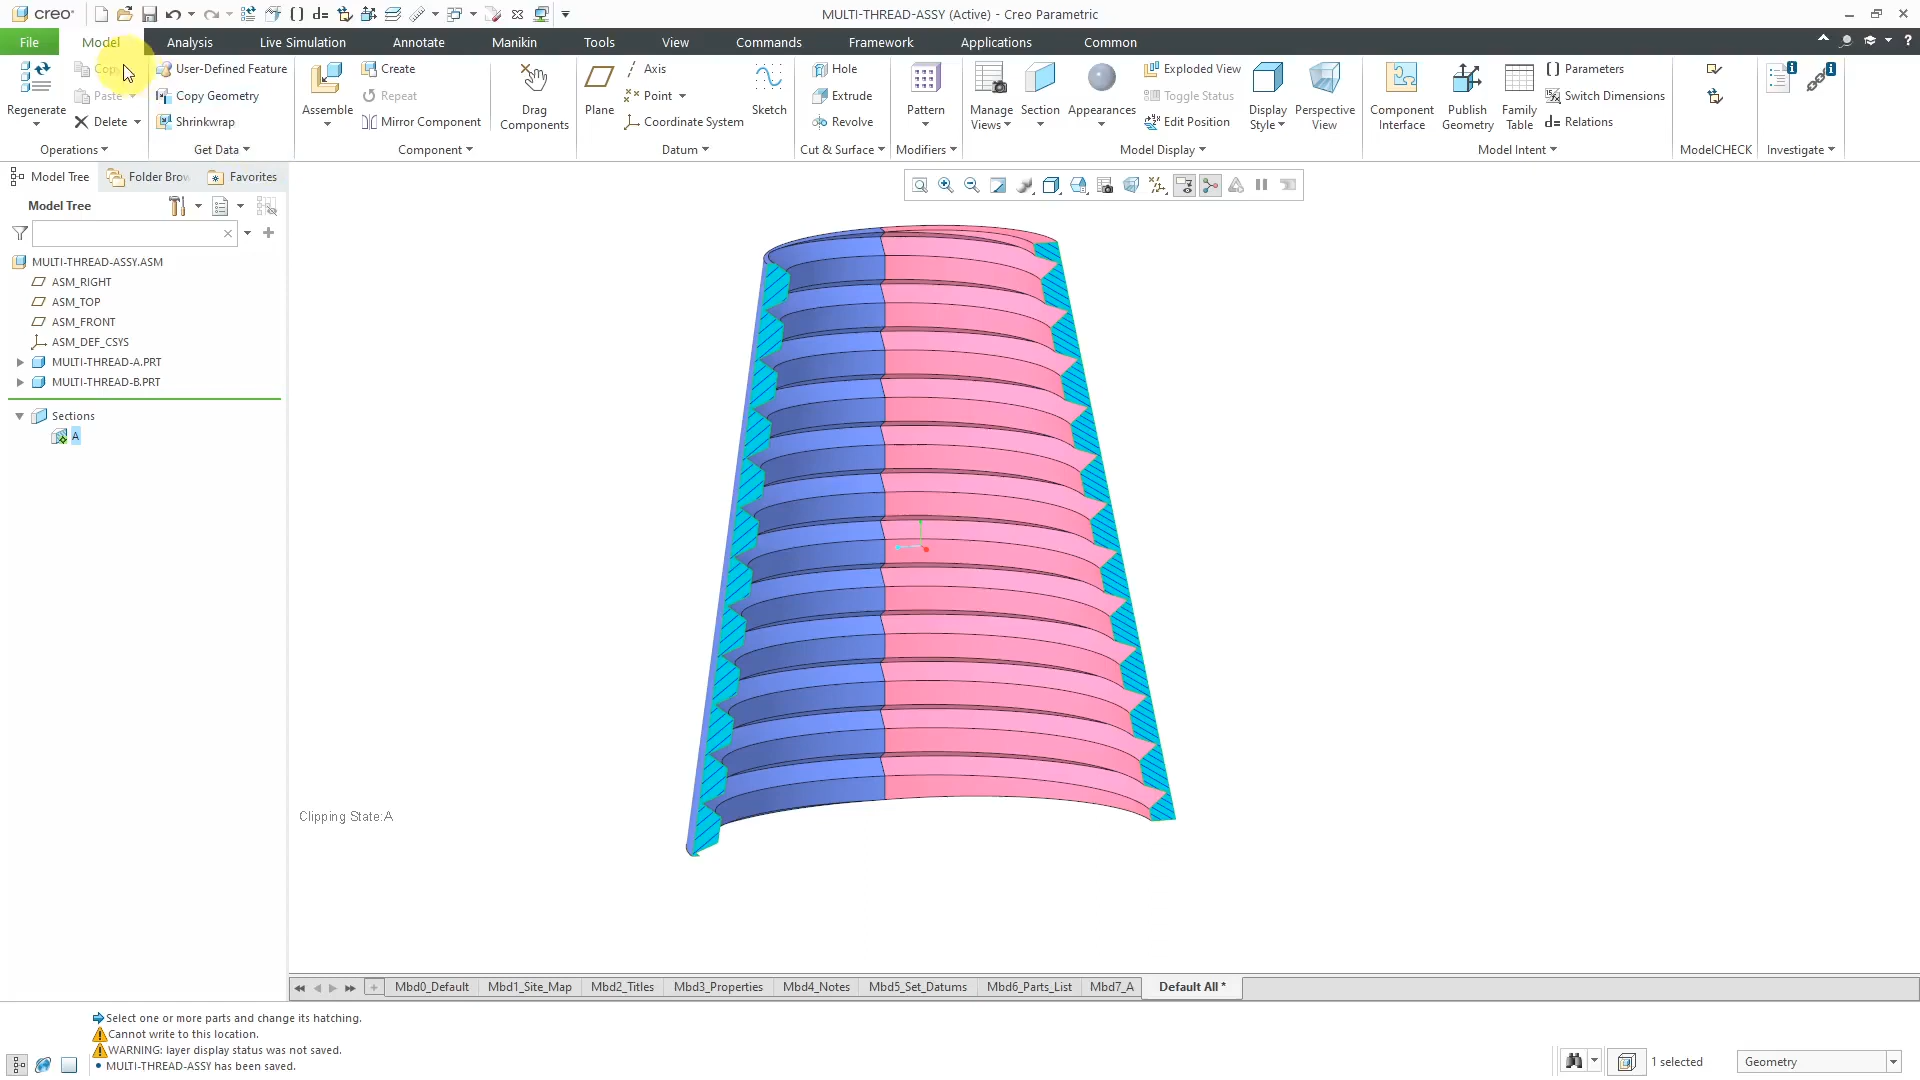 creo
MULTI-THREAD-ASSY (Active) - Creo Parametric
File
Model
Analysis
Live Simulation
Annotate
Manikin
Tools
View
Commands
Framework
Applications
Common
Regenerate
Copy
Paste
Delete
Operations
User-Defined Feature
Copy Geometry
Shrinkwrap
Get Data
Assemble
Create
Repeat
Mirror Component
Component
Drag Components
Plane
Axis
Point
Coordinate System
Datum
Sketch
Hole
Extrude
Revolve
Cut & Surface
Pattern
Modifiers
Manage Views
Section
Appearances
Exploded View
Toggle Status
Edit Position
Display Style
Perspective View
Model Display
Component Interface
Publish Geometry
Family Table
Parameters
Switch Dimensions
d= Relations
Model Intent
ModelCHECK
Investigate
Model Tree
Folder Brow
Favorites
Model Tree
MULTI-THREAD-ASSY.ASM
ASM_RIGHT
ASM_TOP
ASM_FRONT
ASM_DEF_CSYS
MULTI-THREAD-A.PRT
MULTI-THREAD-B.PRT
Sections
A
Clipping State:A
Mbd0_Default
Mbd1_Site_Map
Mbd2_Titles
Mbd3_Properties
Mbd4_Notes
Mbd5_Set_Datums
Mbd6_Parts_List
Mbd7_A
Default All *
Select one or more parts and change its hatching.
Cannot write to this location.
WARNING: layer display status was not saved.
• MULTI-THREAD-ASSY has been saved.
1 selected
Geometry